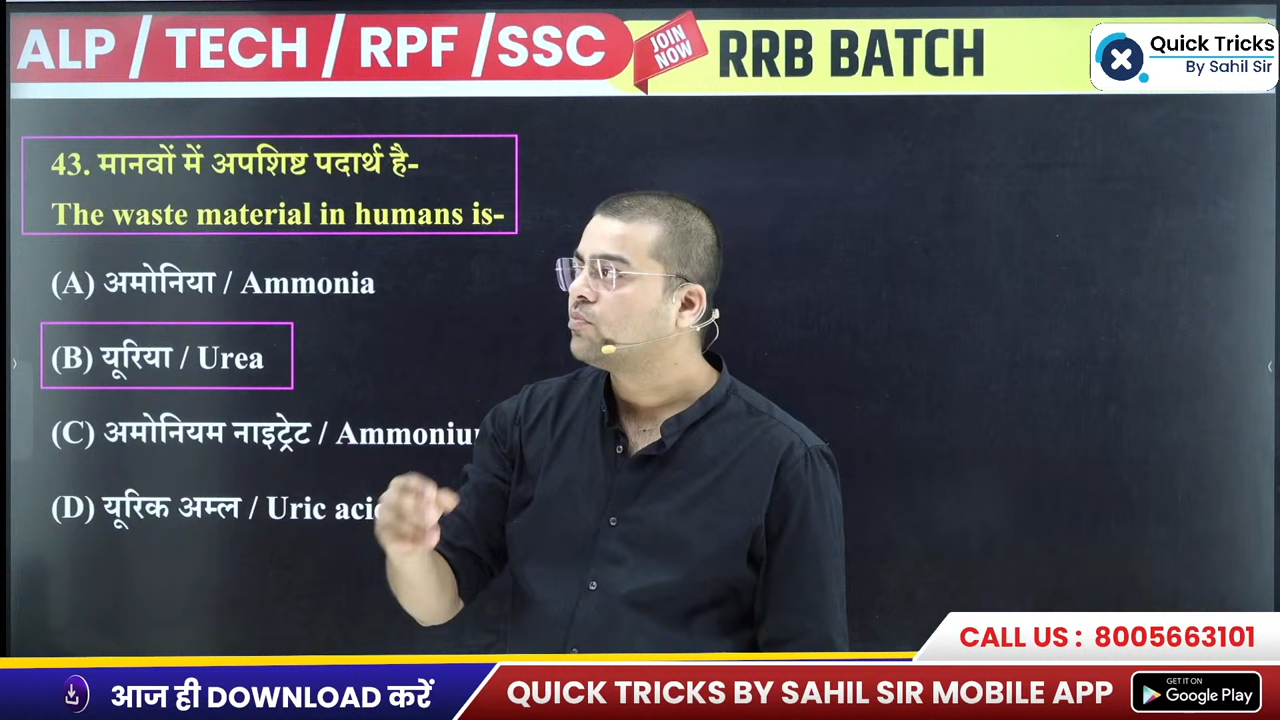 ALP / TECH / RPF / SSC
JOIN
NOW
RRB BATCH
Quick Tricks
By Sahil Sir
43. मानवों में अपशिष्ट पदार्थ है-
The waste material in humans is-
(A) अमोनिया / Ammonia
(B) यूरिया / Urea
(C) अमोनियम नाइट्रेट /
(D) यूरिक अम्ल / Uric
CALL US : 8005663101
आज ही DOWNLOAD करें
QUICK TRICKS BY SAHIL SIR MOBILE APP
GET IT ON
Google Play